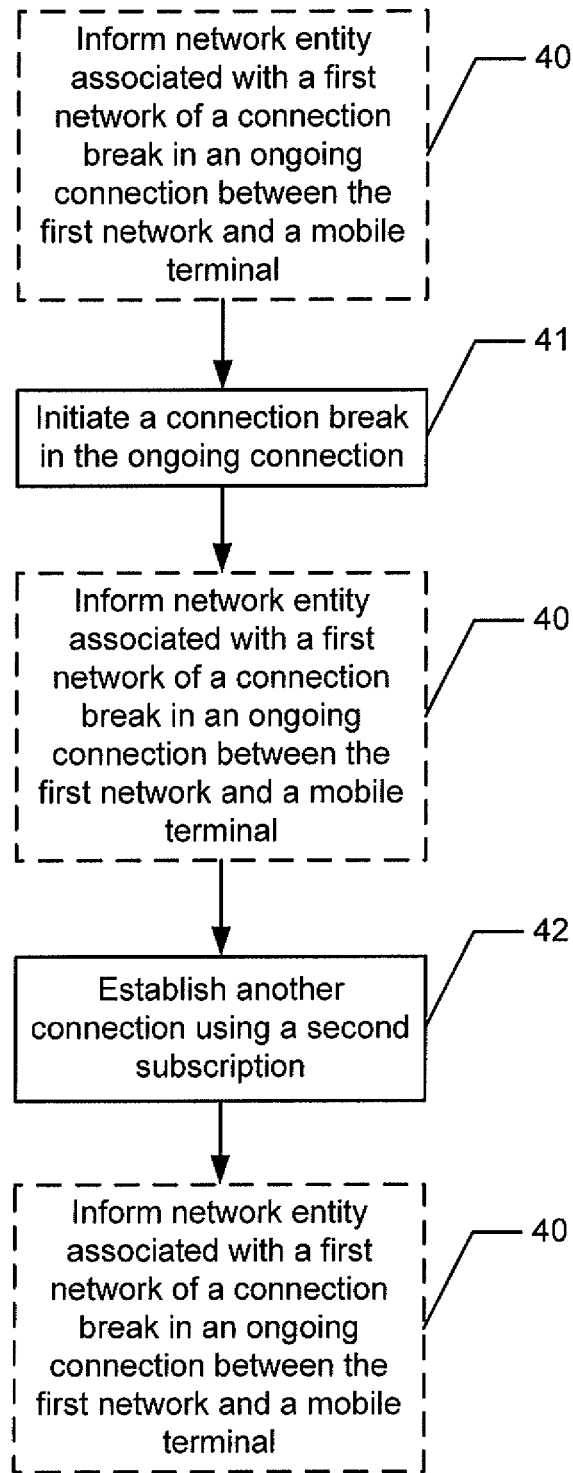 Inform network entity
associated with a first
network of a connection
break in an ongoing
connection between the
first network and a mobile
terminal
40
Initiate a connection break
in the ongoing connection
41
Inform network entity
associated with a first
network of a connection
break in an ongoing
connection between the
first network and a mobile
terminal
40
Establish another
connection using a second
subscription
42
Inform network entity
associated with a first
network of a connection
break in an ongoing
connection between the
first network and a mobile
terminal
40